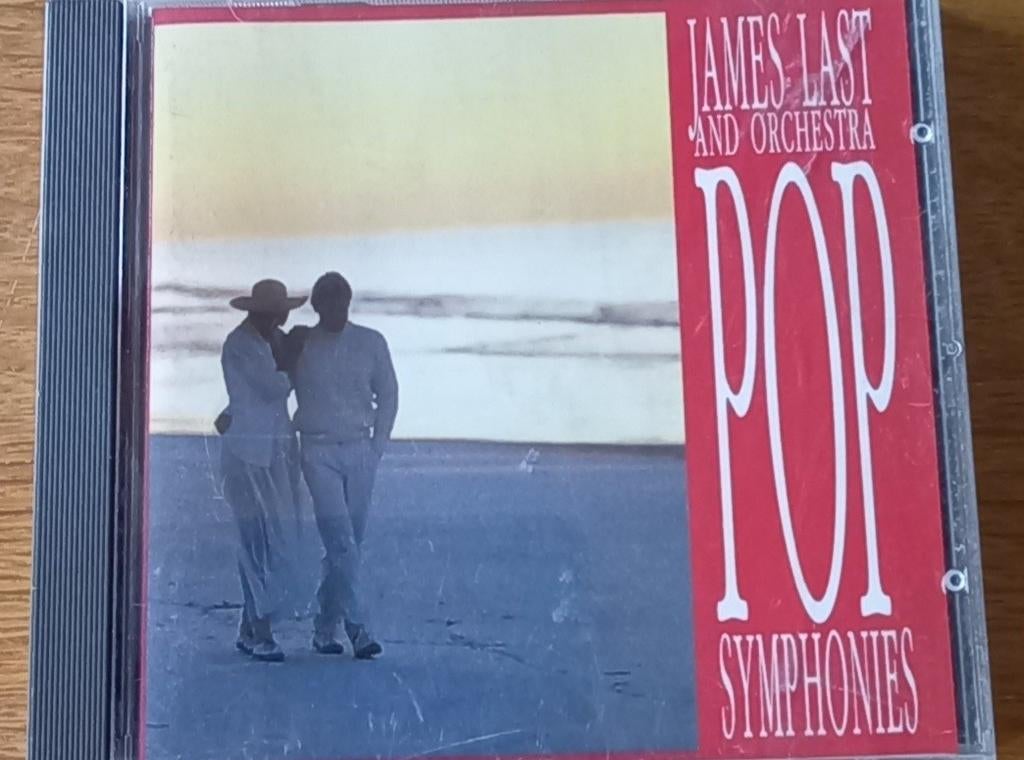 JAMES LAST
AND ORCHESTRA
POP
SYMPHONIES